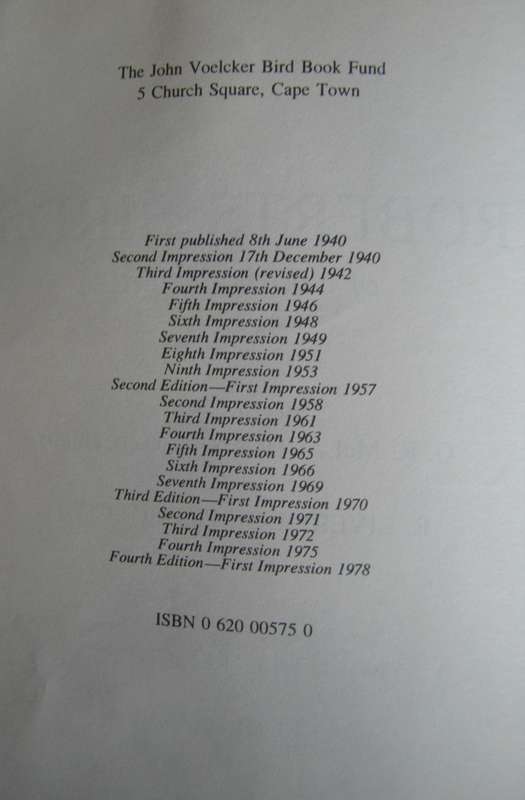 The John Voelcker Bird Book Fund
5 Church Square, Cape Town
First published 8th June 1940
Second Impression 17th December 1940
Third Impression (revised) 1942
Fourth Impression 1944
Fifth Impression 1946
Sixth Impression 1948
Seventh Impression 1949
Eighth Impression 1951
Ninth Impression 1953
Second Edition—First Impression 1957
Second Impression 1958
Third Impression 1961
Fourth Impression 1963
Fifth Impression 1965
Sixth Impression 1966
Seventh Impression 1969
Third Edition—First Impression 1970
Second Impression 1971
Third Impression 1972
Fourth Impression 1975
Fourth Edition—First Impression 1978
ISBN 0 620 00575 0